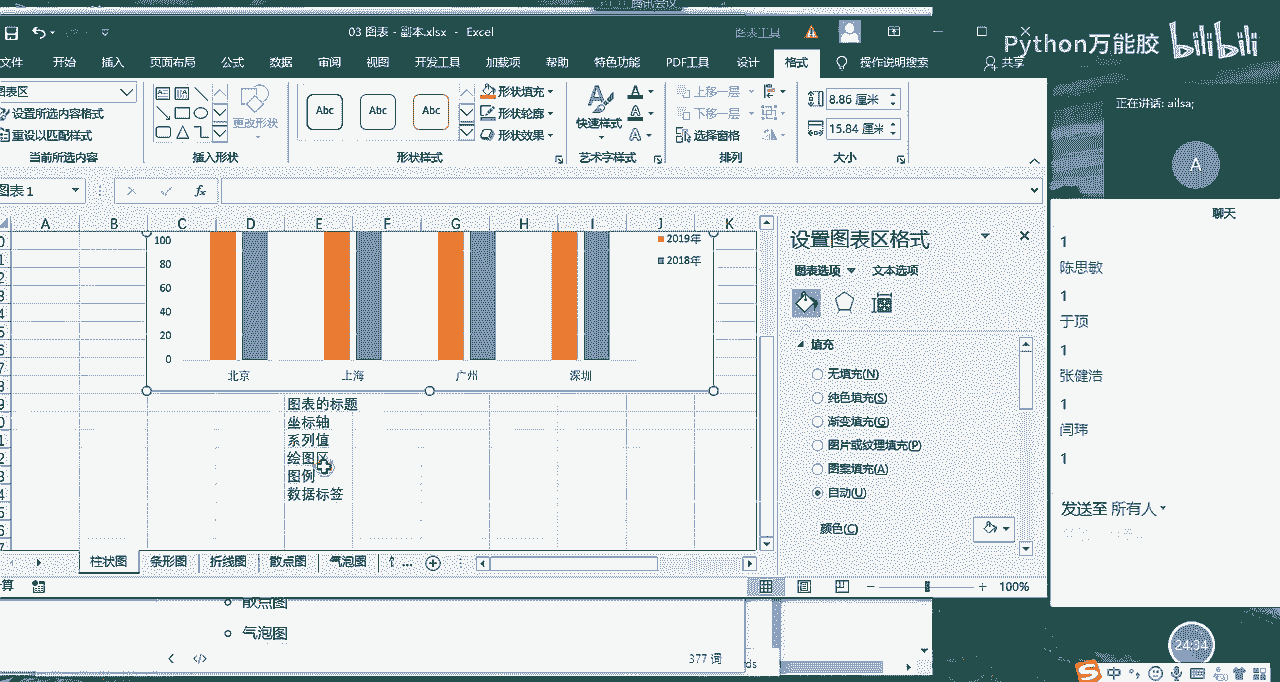 腾讯会议
03 图表 - 副本.xlsx - Excel
图表工具
Python万能胶 bilibili
文件 开始 插入 页面布局 公式 数据 审阅 视图 开发工具 加载项 帮助 特色功能 PDF工具 设计 格式 操作说明搜索 共享
图表区
设置所选内容格式
重设以匹配样式
当前所选内容
更改形状
插入形状
Abc Abc Abc
形状填充
形状轮廓
形状效果
形状样式
快速样式
艺术字样式
上移一层
下移一层
选择窗格
排列
8.86 厘米
15.84 厘米
大小
正在讲话: ailsa;
A
图表 1
fx
A B C D E F G H I J K
100
80
60
40
20
0
2019年
2018年
北京 上海 广州 深圳
图表的标题
坐标轴
系列值
绘图区
图例
数据标签
设置图表区格式
图表选项 文本选项
填充
无填充(N)
纯色填充(S)
渐变填充(G)
图片或纹理填充(P)
图案填充(A)
自动(U)
颜色(C)
聊天
1
陈思敏
1
于顶
1
张健浩
1
闫玮
1
发送至 所有人
柱状图 条形图 折线图 散点图 气泡图
100%
散点图
气泡图
377 词
ds
24:34
中